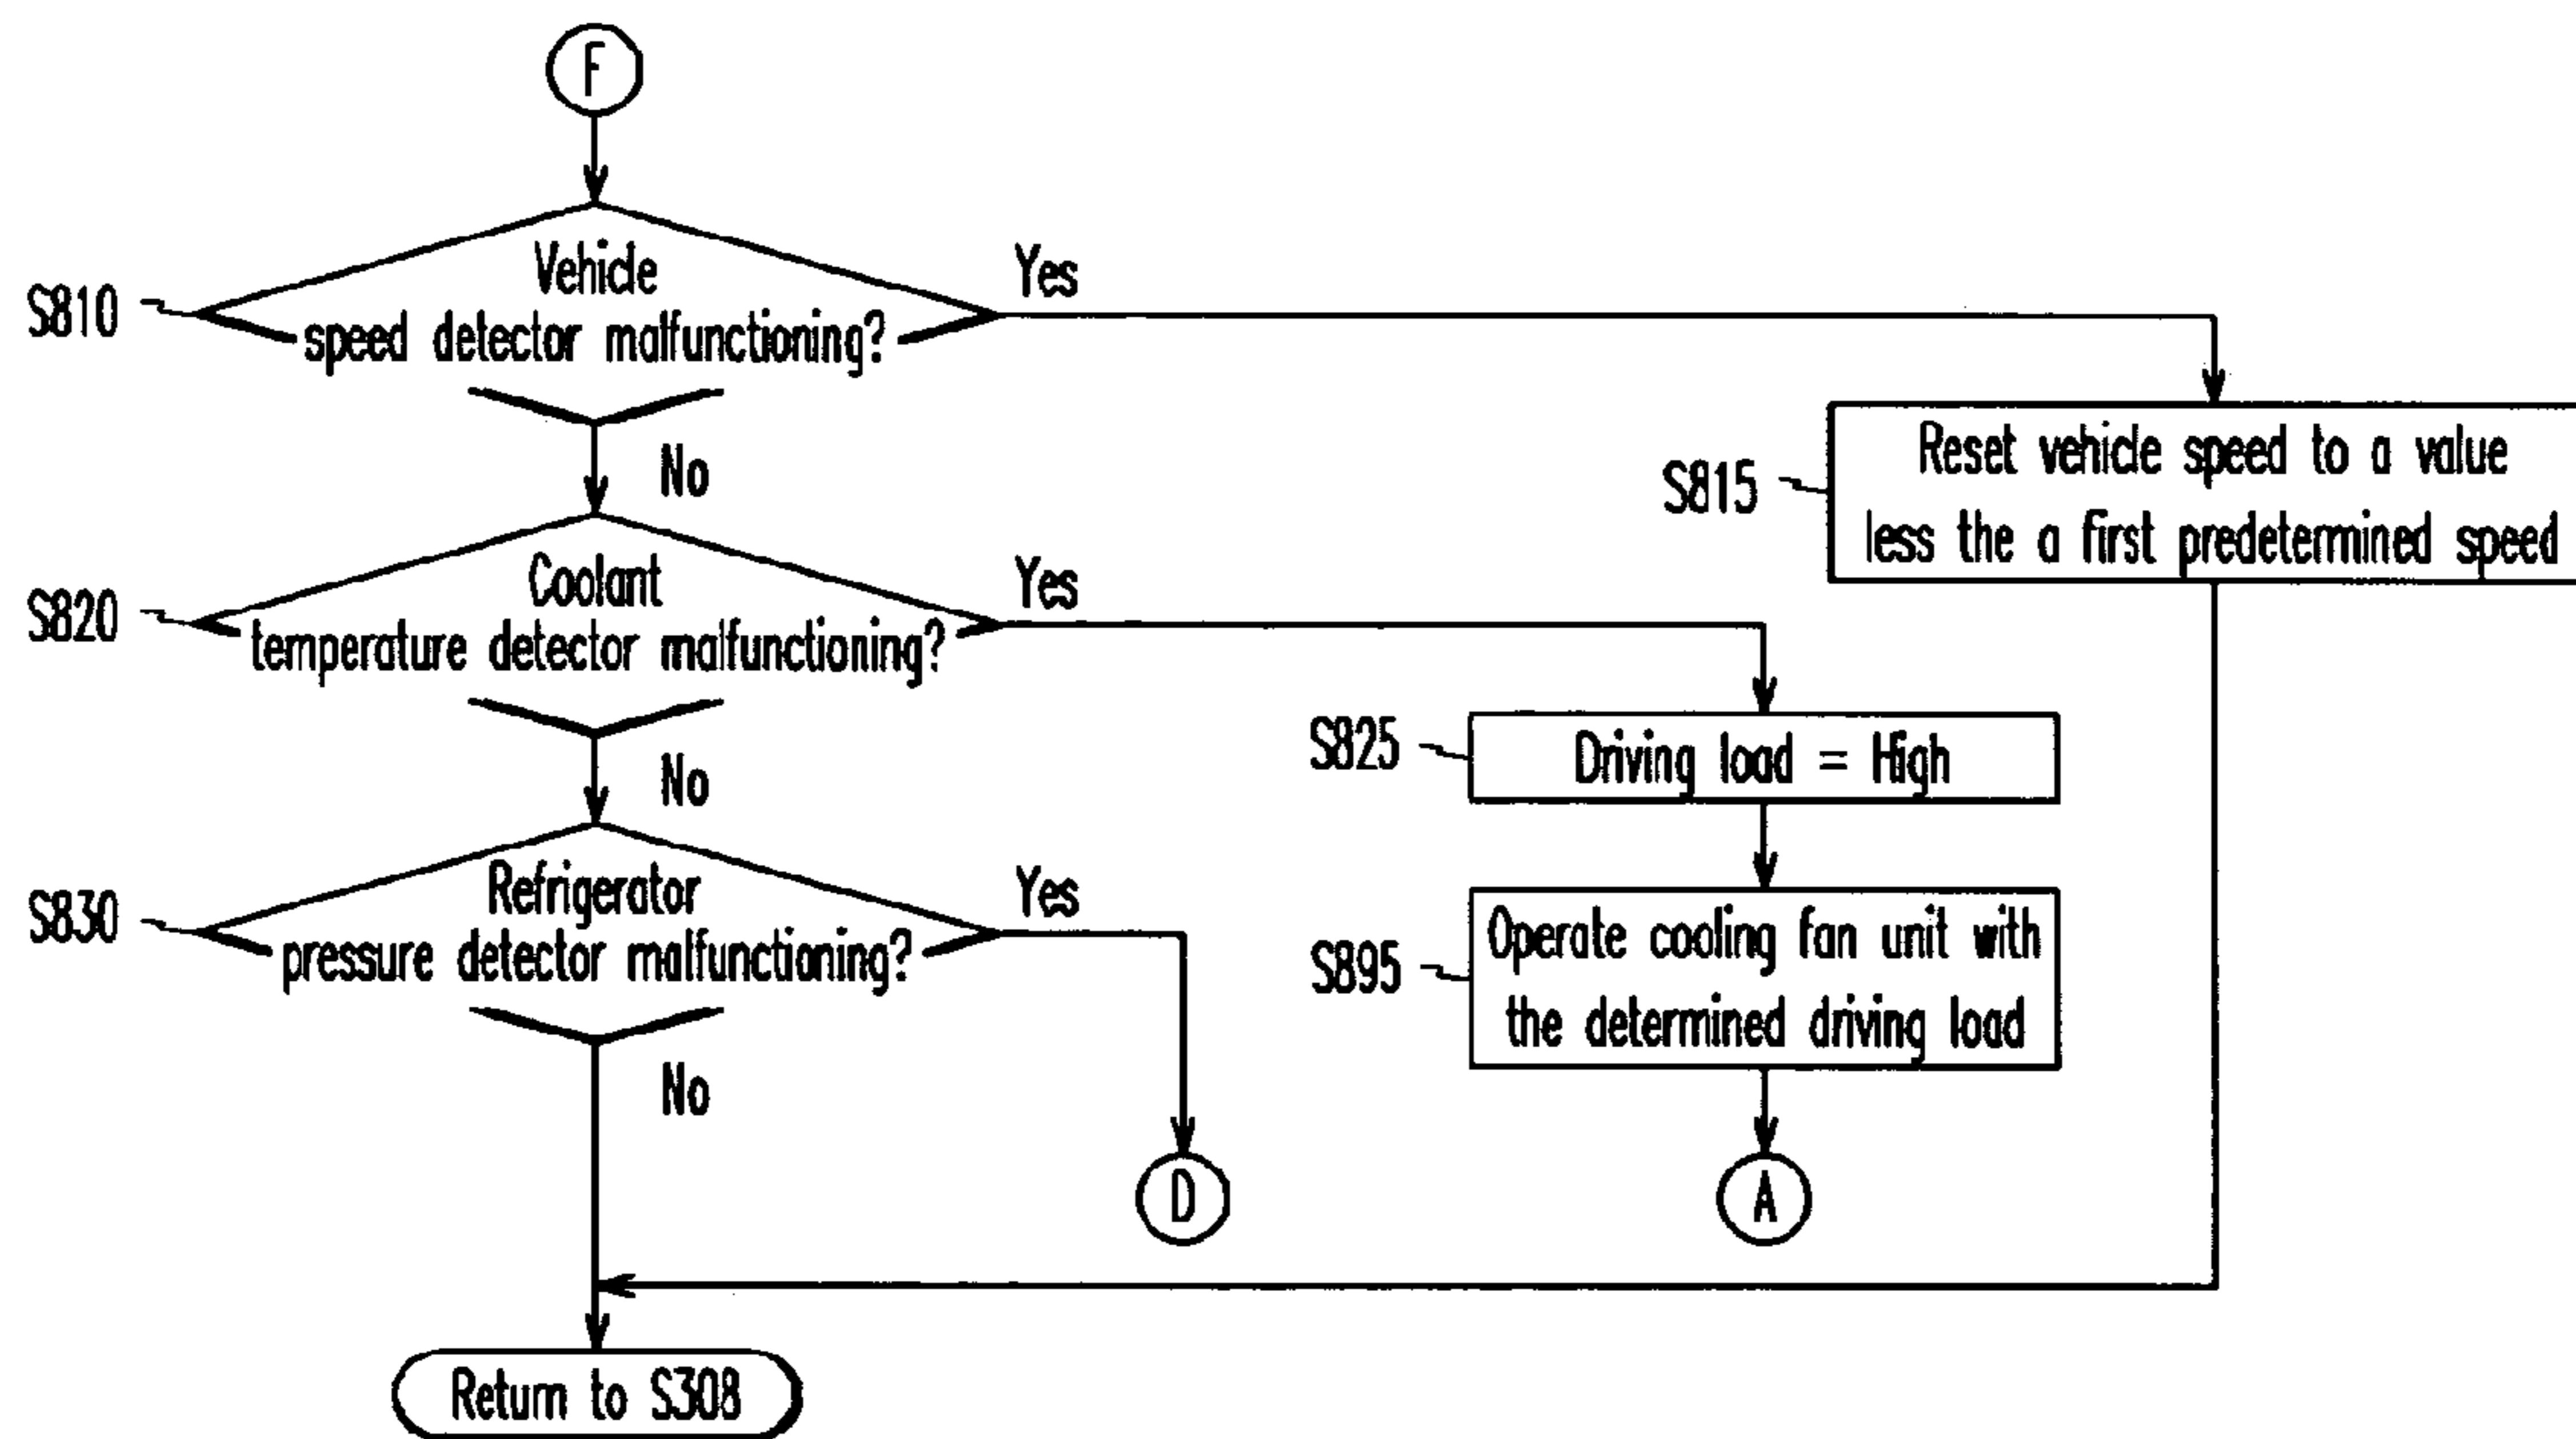 F
S810
Vehicle
speed detector malfunctioning?
Yes
No
S815
Reset vehicle speed to a value
less the a first predetermined speed
S820
Coolant
temperature detector malfunctioning?
Yes
No
S825
Driving load = High
S830
Refrigerator
pressure detector malfunctioning?
Yes
No
S895
Operate cooling fan unit with
the determined driving load
D
A
Return to S308